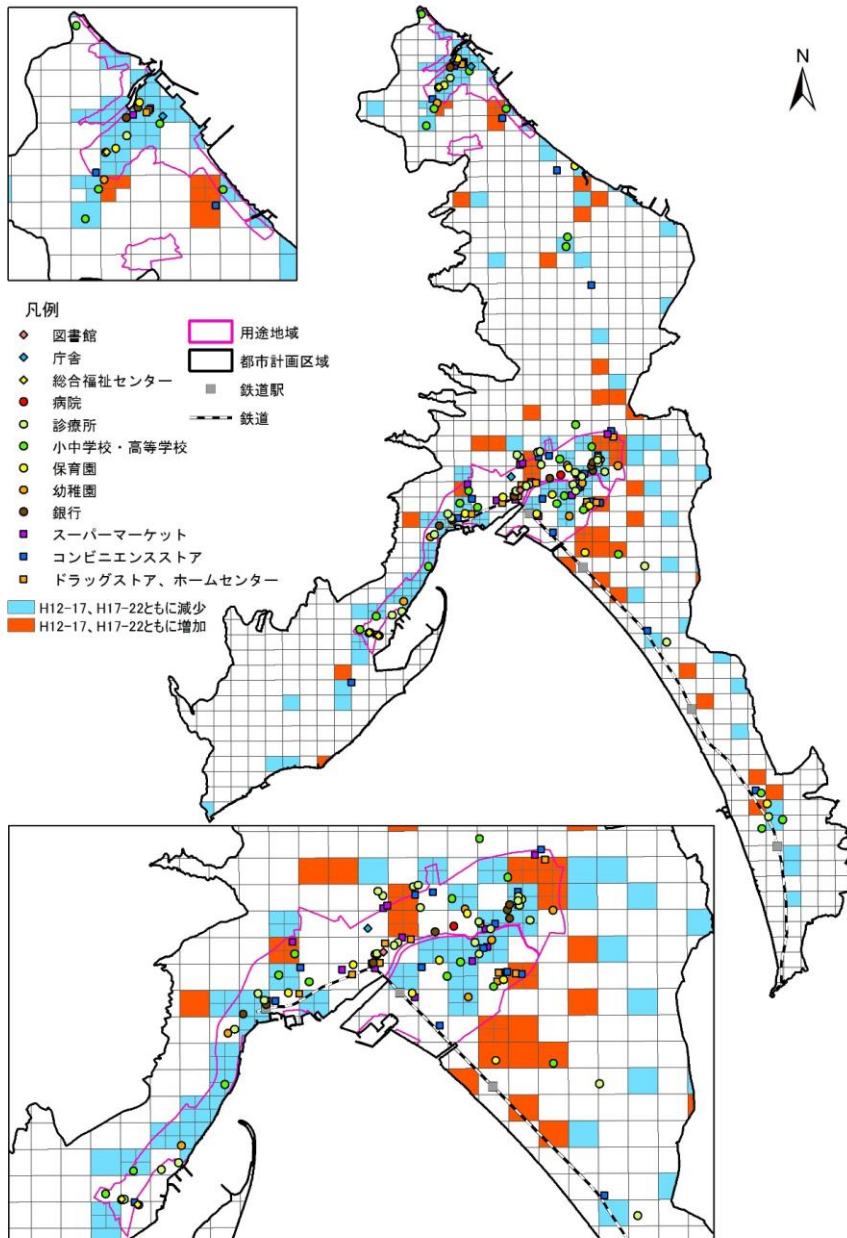 N
凡例
図書館
庁舎
総合福祉センター
病院
診療所
小中学校・高等学校
保育園
幼稚園
銀行
スーパーマーケット
コンビニエンスストア
ドラッグストア、ホームセンター
H12-17、H17-22ともに減少
H12-17、H17-22ともに増加
用途地域
都市計画区域
鉄道駅
鉄道